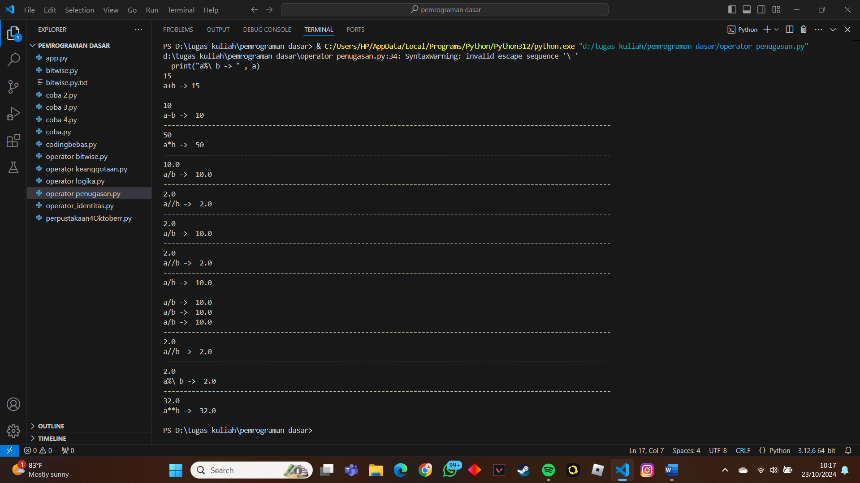 File Edit Selection View Go Run Terminal Help
pemrograman dasar
EXPLORER
PEMROGRAMAN DASAR
app.py
bitwise.py
bitwise.py.txt
coba 2.py
coba 3.py
coba 4.py
coba.py
codingbebas.py
operator bitwise.py
operator keanggotaan.py
operator logika.py
operator penugasan.py
operator_identitas.py
perpustakaan4Oktoberr.py
OUTLINE
TIMELINE
PROBLEMS OUTPUT DEBUG CONSOLE TERMINAL PORTS
Python
PS D:\tugas kuliah\pemrograman dasar> & C:/Users/HP/AppData/Local/Programs/Python/Python312/python.exe "d:/tugas kuliah/pemrograman dasar/operator penugasan.py"
d:\tugas kuliah\pemrograman dasar\operator penugasan.py:34: SyntaxWarning: invalid escape sequence '\ '
print("a%\ b -> " , a)
15
a+b -> 15
10
a-b -> 10
----------------------------------------------------------------------------------------------------------------
50
a*b -> 50
----------------------------------------------------------------------------------------------------------------
10.0
a/b -> 10.0
----------------------------------------------------------------------------------------------------------------
2.0
a//b -> 2.0
----------------------------------------------------------------------------------------------------------------
2.0
a/b -> 10.0
----------------------------------------------------------------------------------------------------------------
2.0
a//b -> 2.0
----------------------------------------------------------------------------------------------------------------
a/b -> 10.0
a/b -> 10.0
a/b -> 10.0
a/b -> 10.0
----------------------------------------------------------------------------------------------------------------
2.0
a//b -> 2.0
----------------------------------------------------------------------------------------------------------------
2.0
a%\ b -> 2.0
----------------------------------------------------------------------------------------------------------------
32.0
a**b -> 32.0
PS D:\tugas kuliah\pemrograman dasar>
0 0 0 Ln 17, Col 7 Spaces: 4 UTF-8 CRLF {} Python 3.12.6 64-bit
1
83°F
Mostly sunny
Search
99+
10:17
23/10/2024